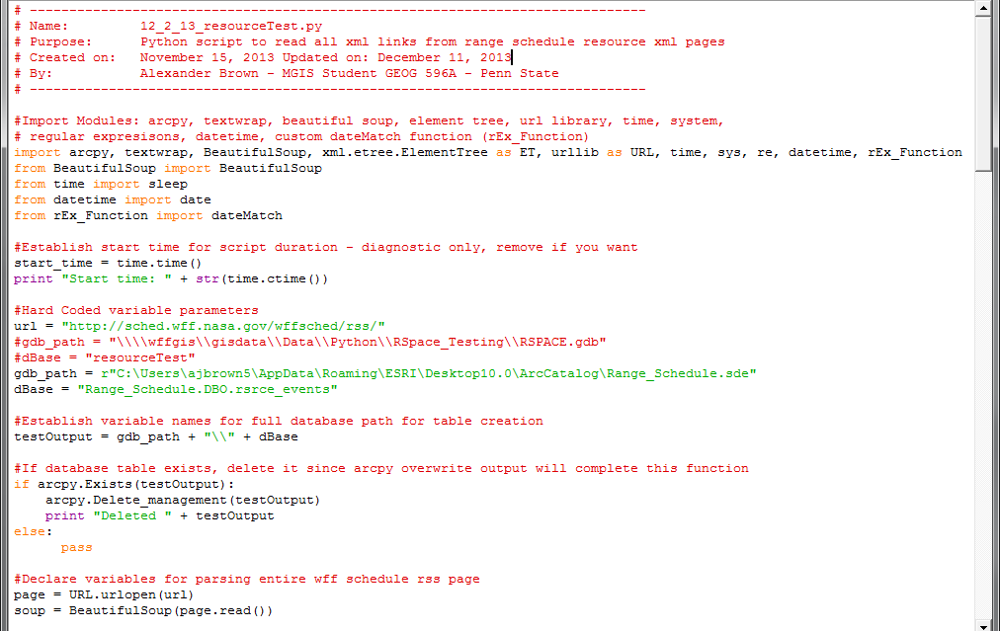 # ------------------------------------------------------------------------------
# Name:         12_2_13_resourceTest.py
# Purpose:      Python script to read all xml links from range schedule resource xml pages
# Created on:   November 15, 2013 Updated on: December 11, 2013
# By:           Alexander Brown - MGIS Student GEOG 596A - Penn State
# ------------------------------------------------------------------------------
#Import Modules: arcpy, textwrap, beautiful soup, element tree, url library, time, system,
# regular expresisons, datetime, custom dateMatch function (rEx_Function)
import arcpy, textwrap, BeautifulSoup, xml.etree.ElementTree as ET, urllib as URL, time, sys, re, datetime, rEx_Function
from BeautifulSoup import BeautifulSoup
from time import sleep
from datetime import date
from rEx_Function import dateMatch
#Establish start time for script duration - diagnostic only, remove if you want
start_time = time.time()
print "Start time: " + str(time.ctime())
#Hard Coded variable parameters
url = "http://sched.wff.nasa.gov/wffsched/rss/"
#gdb_path = "\\\\wffgis\\gisdata\\Data\\Python\\RSpace_Testing\\RSPACE.gdb"
#dBase = "resourceTest"
gdb_path = r"C:\Users\ajbrown5\AppData\Roaming\ESRI\Desktop10.0\ArcCatalog\Range_Schedule.sde"
dBase = "Range_Schedule.DBO.rsrce_events"
#Establish variable names for full database path for table creation
testOutput = gdb_path + "\\" + dBase
#If database table exists, delete it since arcpy overwrite output will complete this function
if arcpy.Exists(testOutput):
    arcpy.Delete_management(testOutput)
    print "Deleted " + testOutput
else:
      pass
#Declare variables for parsing entire wff schedule rss page
page = URL.urlopen(url)
soup = BeautifulSoup(page.read())